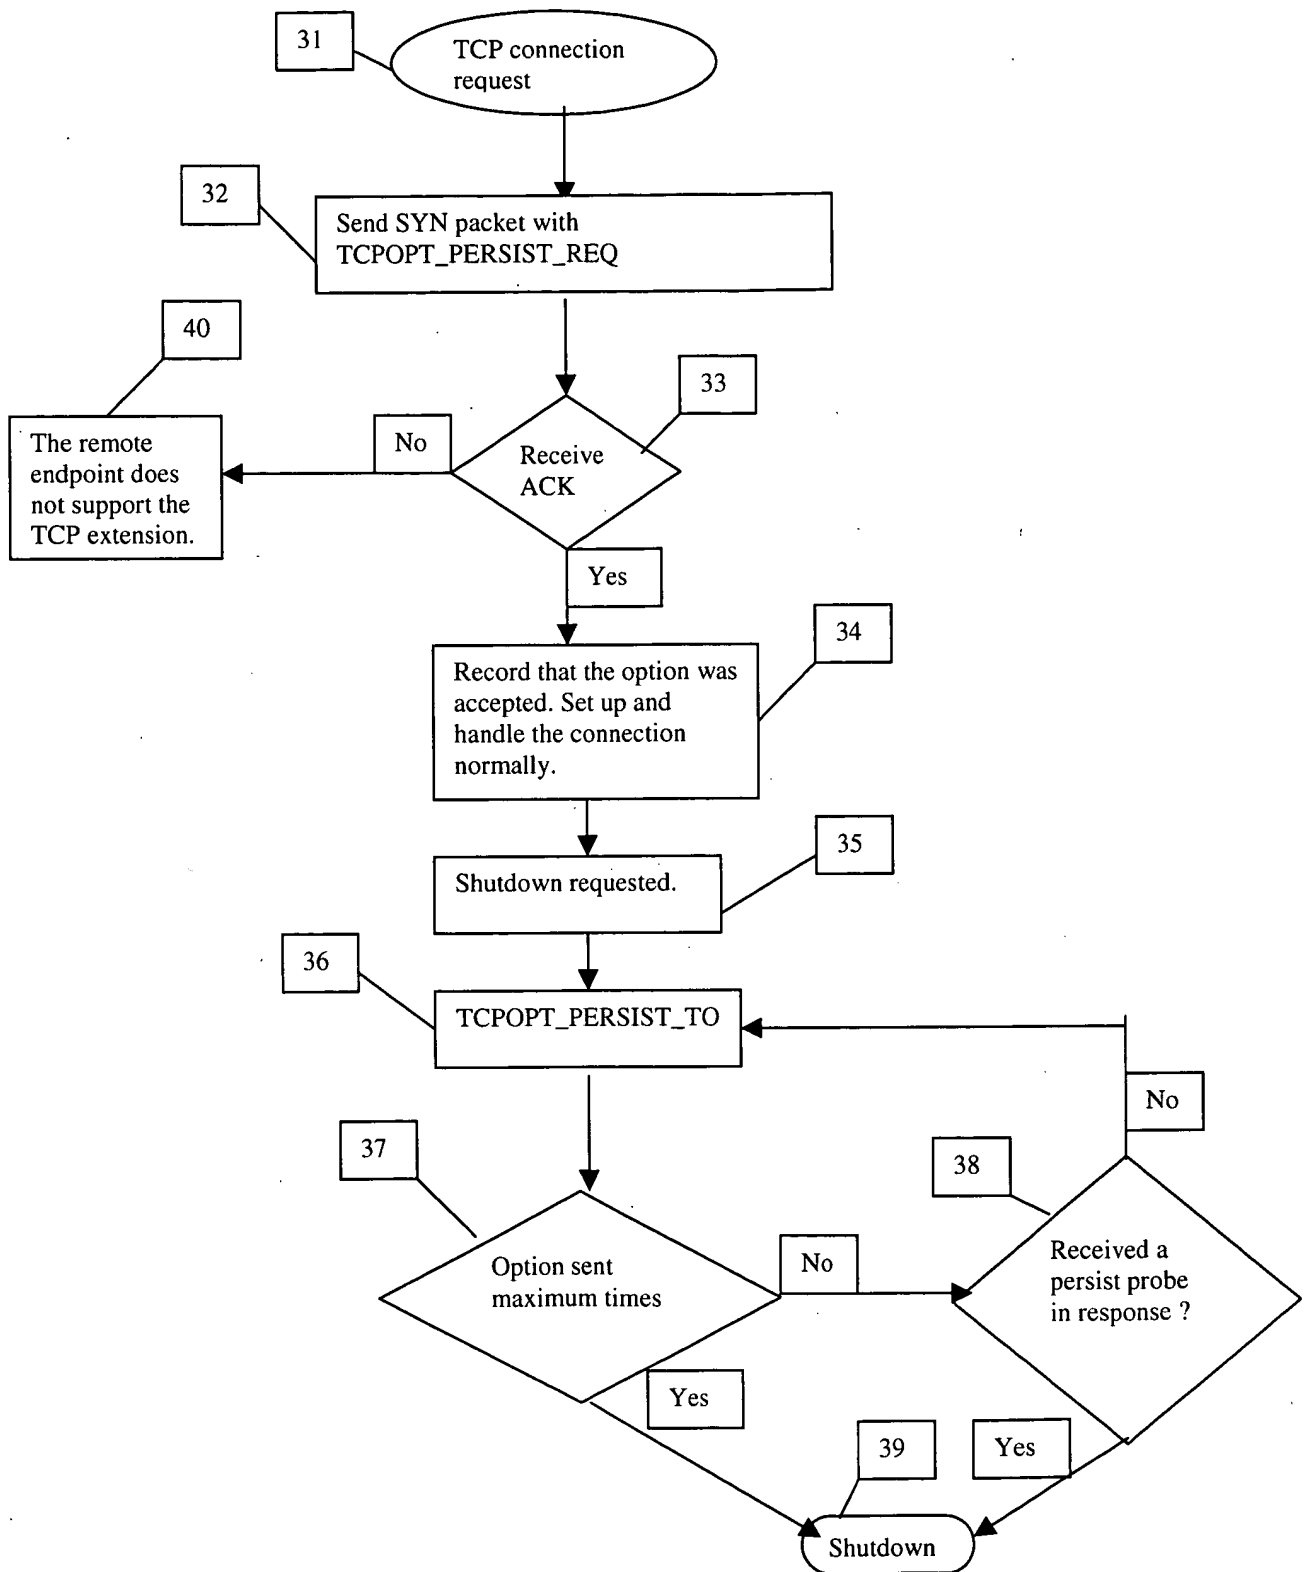 31
TCP connection
request
32
Send SYN packet with
TCPOPT_PERSIST_REQ
40
33
The remote
endpoint does
not support the
TCP extension.
No
Receive
ACK
Yes
34
Record that the option was
accepted. Set up and
handle the connection
normally.
35
Shutdown requested.
36
TCPOPT_PERSIST_TO
No
37
38
Option sent
maximum times
No
Received a
persist probe
in response ?
Yes
39
Yes
Shutdown